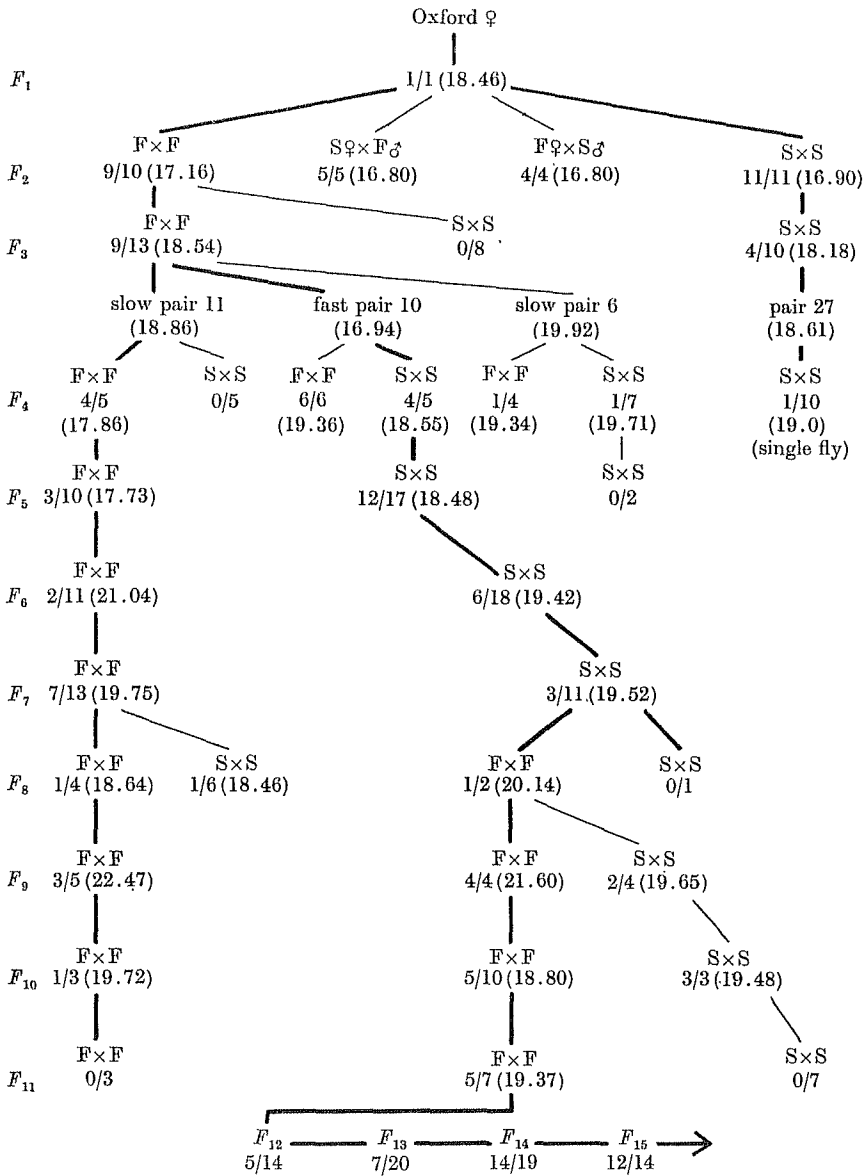 Oxford ♀
F₁ 1/1 (18.46)
F×F S♀×F♂ F♀×S♂ S×S
F₂ 9/10 (17.16) 5/5 (16.80) 4/4 (16.80) 11/11 (16.90)
F×F S×S S×S
F₃ 9/13 (18.54) 0/8 4/10 (18.18)
slow pair 11 fast pair 10 slow pair 6 pair 27
(18.86) (16.94) (19.92) (18.61)
F×F S×S F×F S×S F×F S×S S×S
F₄ 4/5 0/5 6/6 4/5 1/4 1/7 1/10
(17.86) (19.36) (18.55) (19.34) (19.71) (19.0)
(single fly)
F×F S×S S×S
F₅ 3/10 (17.73) 12/17 (18.48) 0/2
F×F S×S
F₆ 2/11 (21.04) 6/18 (19.42)
F×F S×S
F₇ 7/13 (19.75) 3/11 (19.52)
F×F S×S F×F S×S
F₈ 1/4 (18.64) 1/6 (18.46) 1/2 (20.14) 0/1
F×F F×F S×S
F₉ 3/5 (22.47) 4/4 (21.60) 2/4 (19.65)
F×F F×F S×S
F₁₀ 1/3 (19.72) 5/10 (18.80) 3/3 (19.48)
F×F F×F S×S
F₁₁ 0/3 5/7 (19.37) 0/7
F₁₂ F₁₃ F₁₄ F₁₅
5/14 7/20 14/19 12/14